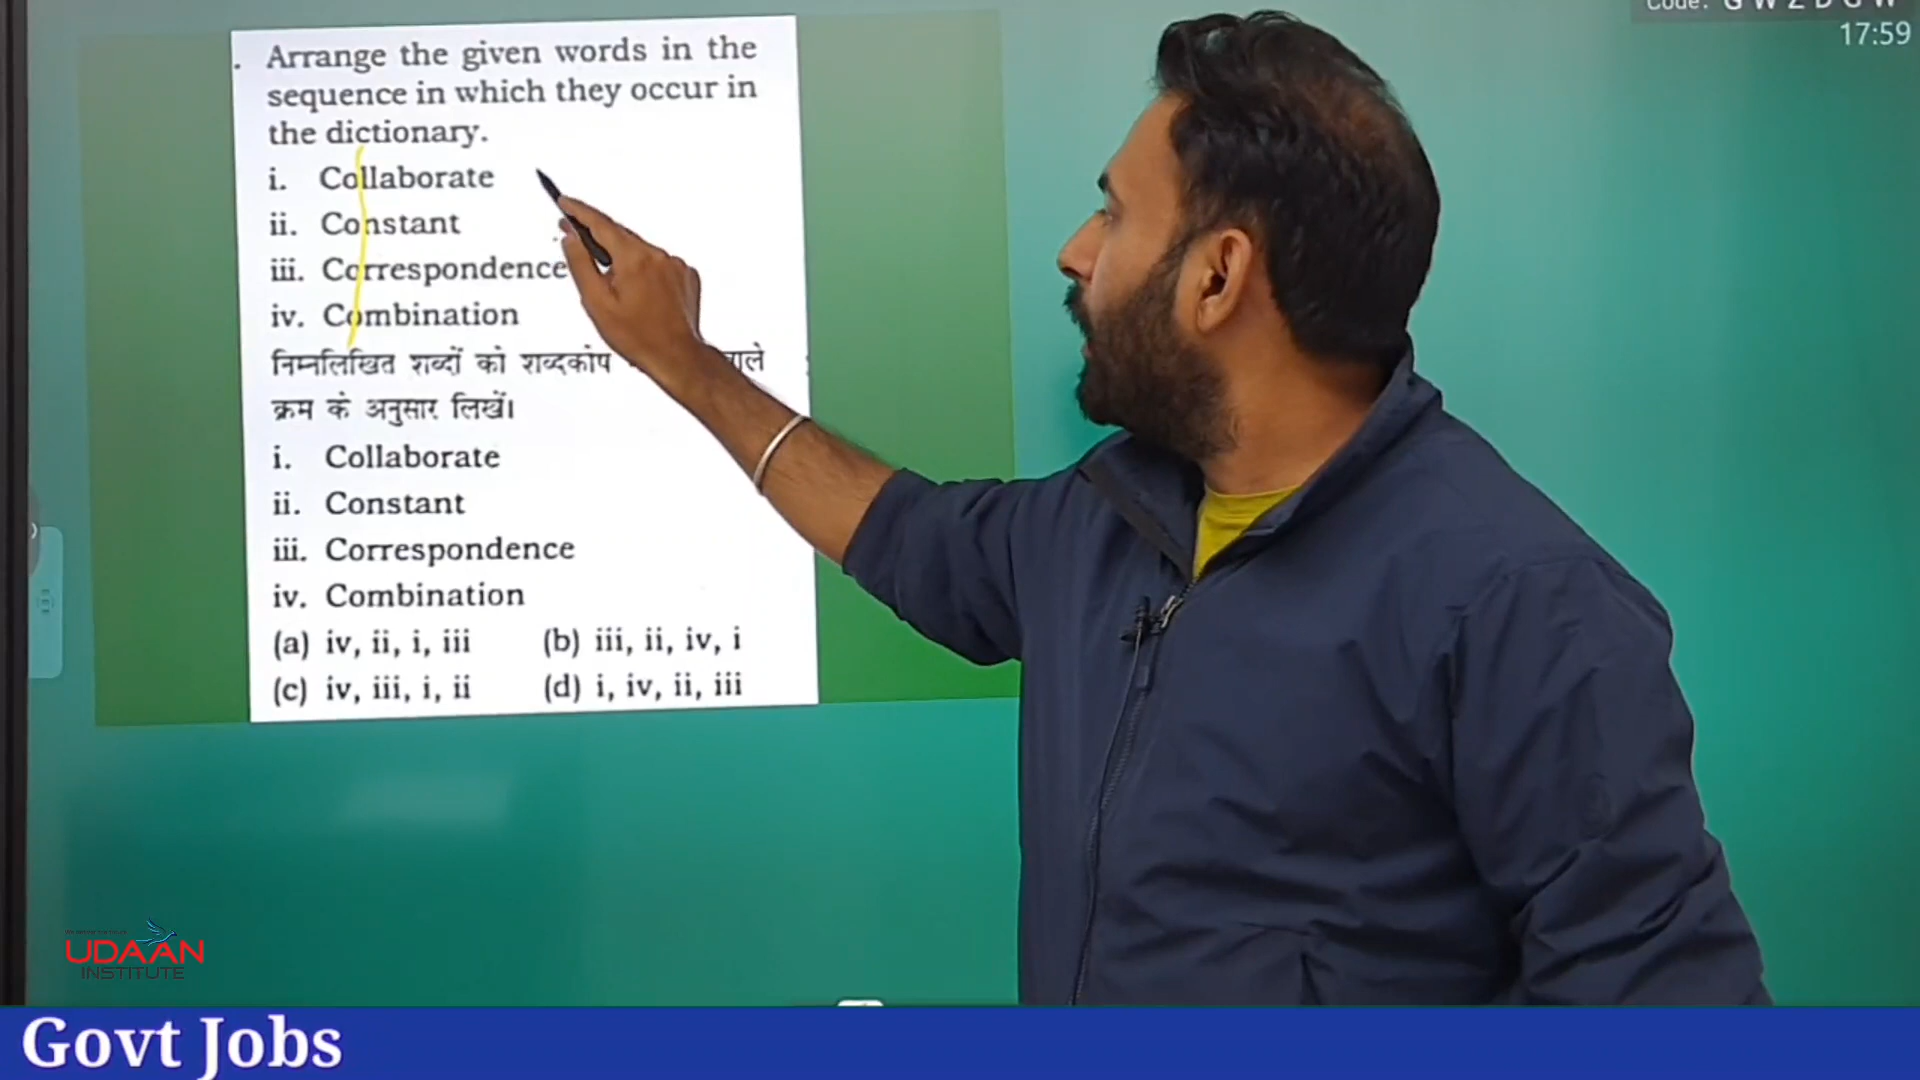 Code: G W Z D G W
17:59
. Arrange the given words in the
sequence in which they occur in
the dictionary.
i. Collaborate
ii. Constant
iii. Correspondence
iv. Combination
निम्नलिखित शब्दों को शब्दकोष
क्रम के अनुसार लिखें।
i. Collaborate
ii. Constant
iii. Correspondence
iv. Combination
(a) iv, ii, i, iii (b) iii, ii, iv, i
(c) iv, iii, i, ii (d) i, iv, ii, iii
UDAAN
INSTITUTE
Govt Jobs